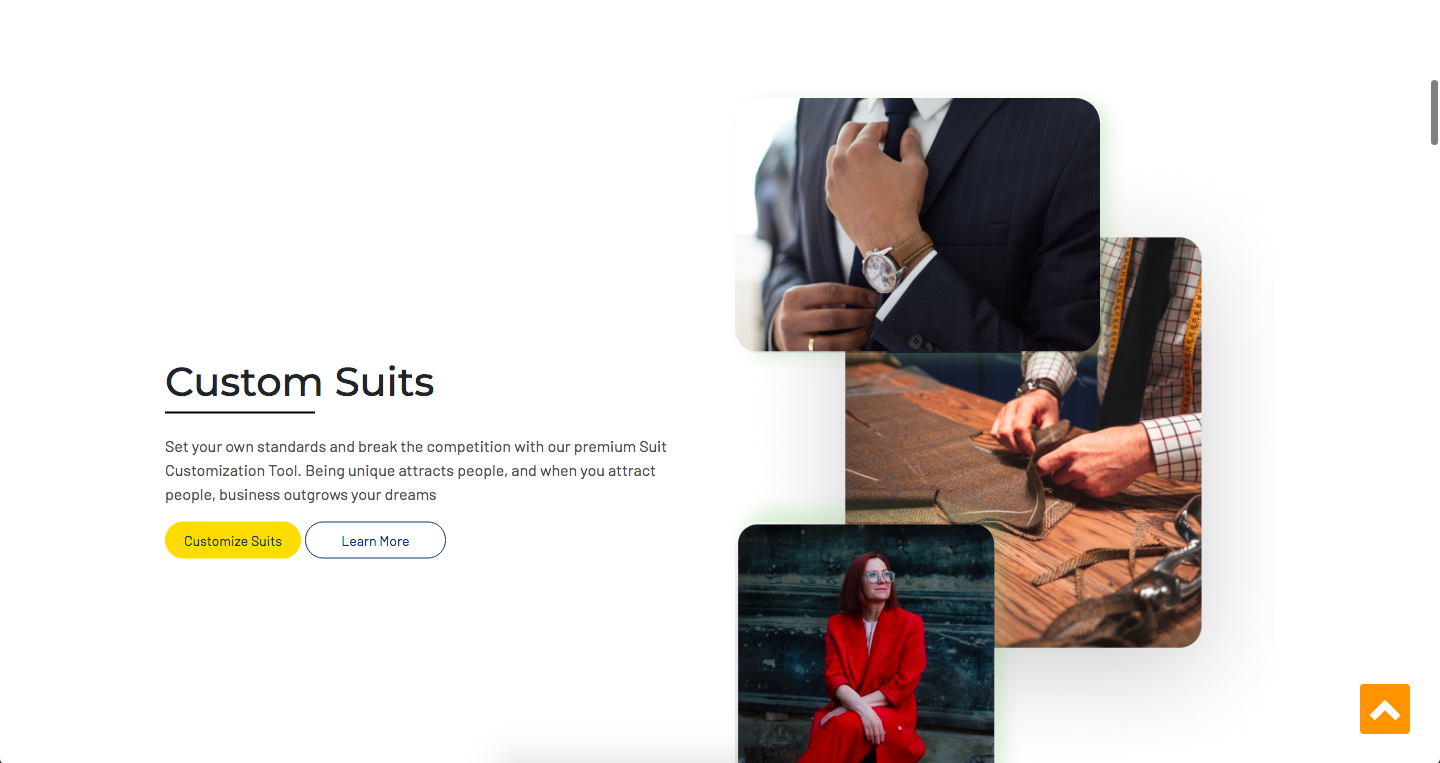 Custom Suits
Set your own standards and break the competition with our premium Suit
Customization Tool. Being unique attracts people, and when you attract
people, business outgrows your dreams
Customize Suits
Learn More